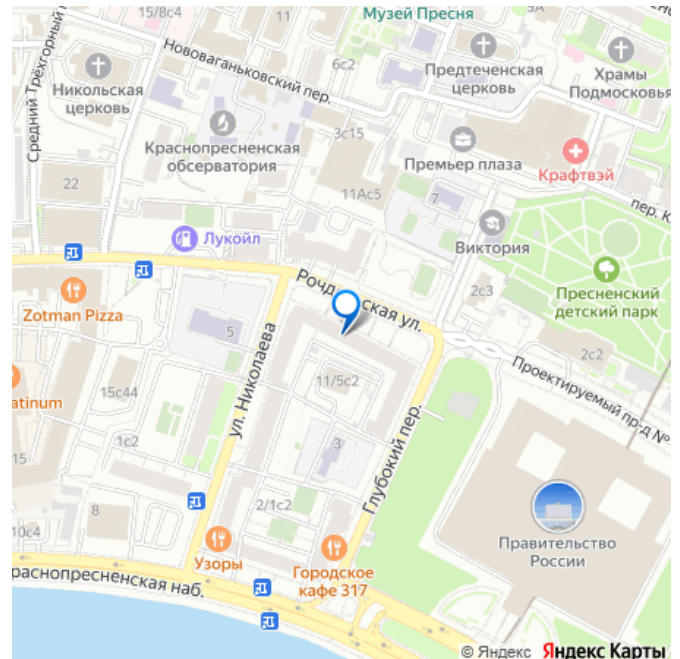 15/8с4
11
Музей Пресня
5А
Нововаганьковский пер.
6с2
Предтеченская
церковь
Храмы
Подмосковья
Никольская
церковь
Средний Трёхгорный
3с15
Краснопресненская
обсерватория
Премьер плаза
Крафтвэй
22
11Ас5
7
пер. К
Лукойл
Виктория
Рочд
ская ул.
2с3
Пресненский
детский парк
Zotman Pizza
5
2с2
Проектируемый пр-д №
ул. Николаева
11/5с2
atinum
15с44
Глубокий пер.
1с2
3
15
2/1с2
8
10с4
Правительство
России
Узоры
Городское
кафе 317
раснопресненская наб.
© Яндекс Яндекс Карты